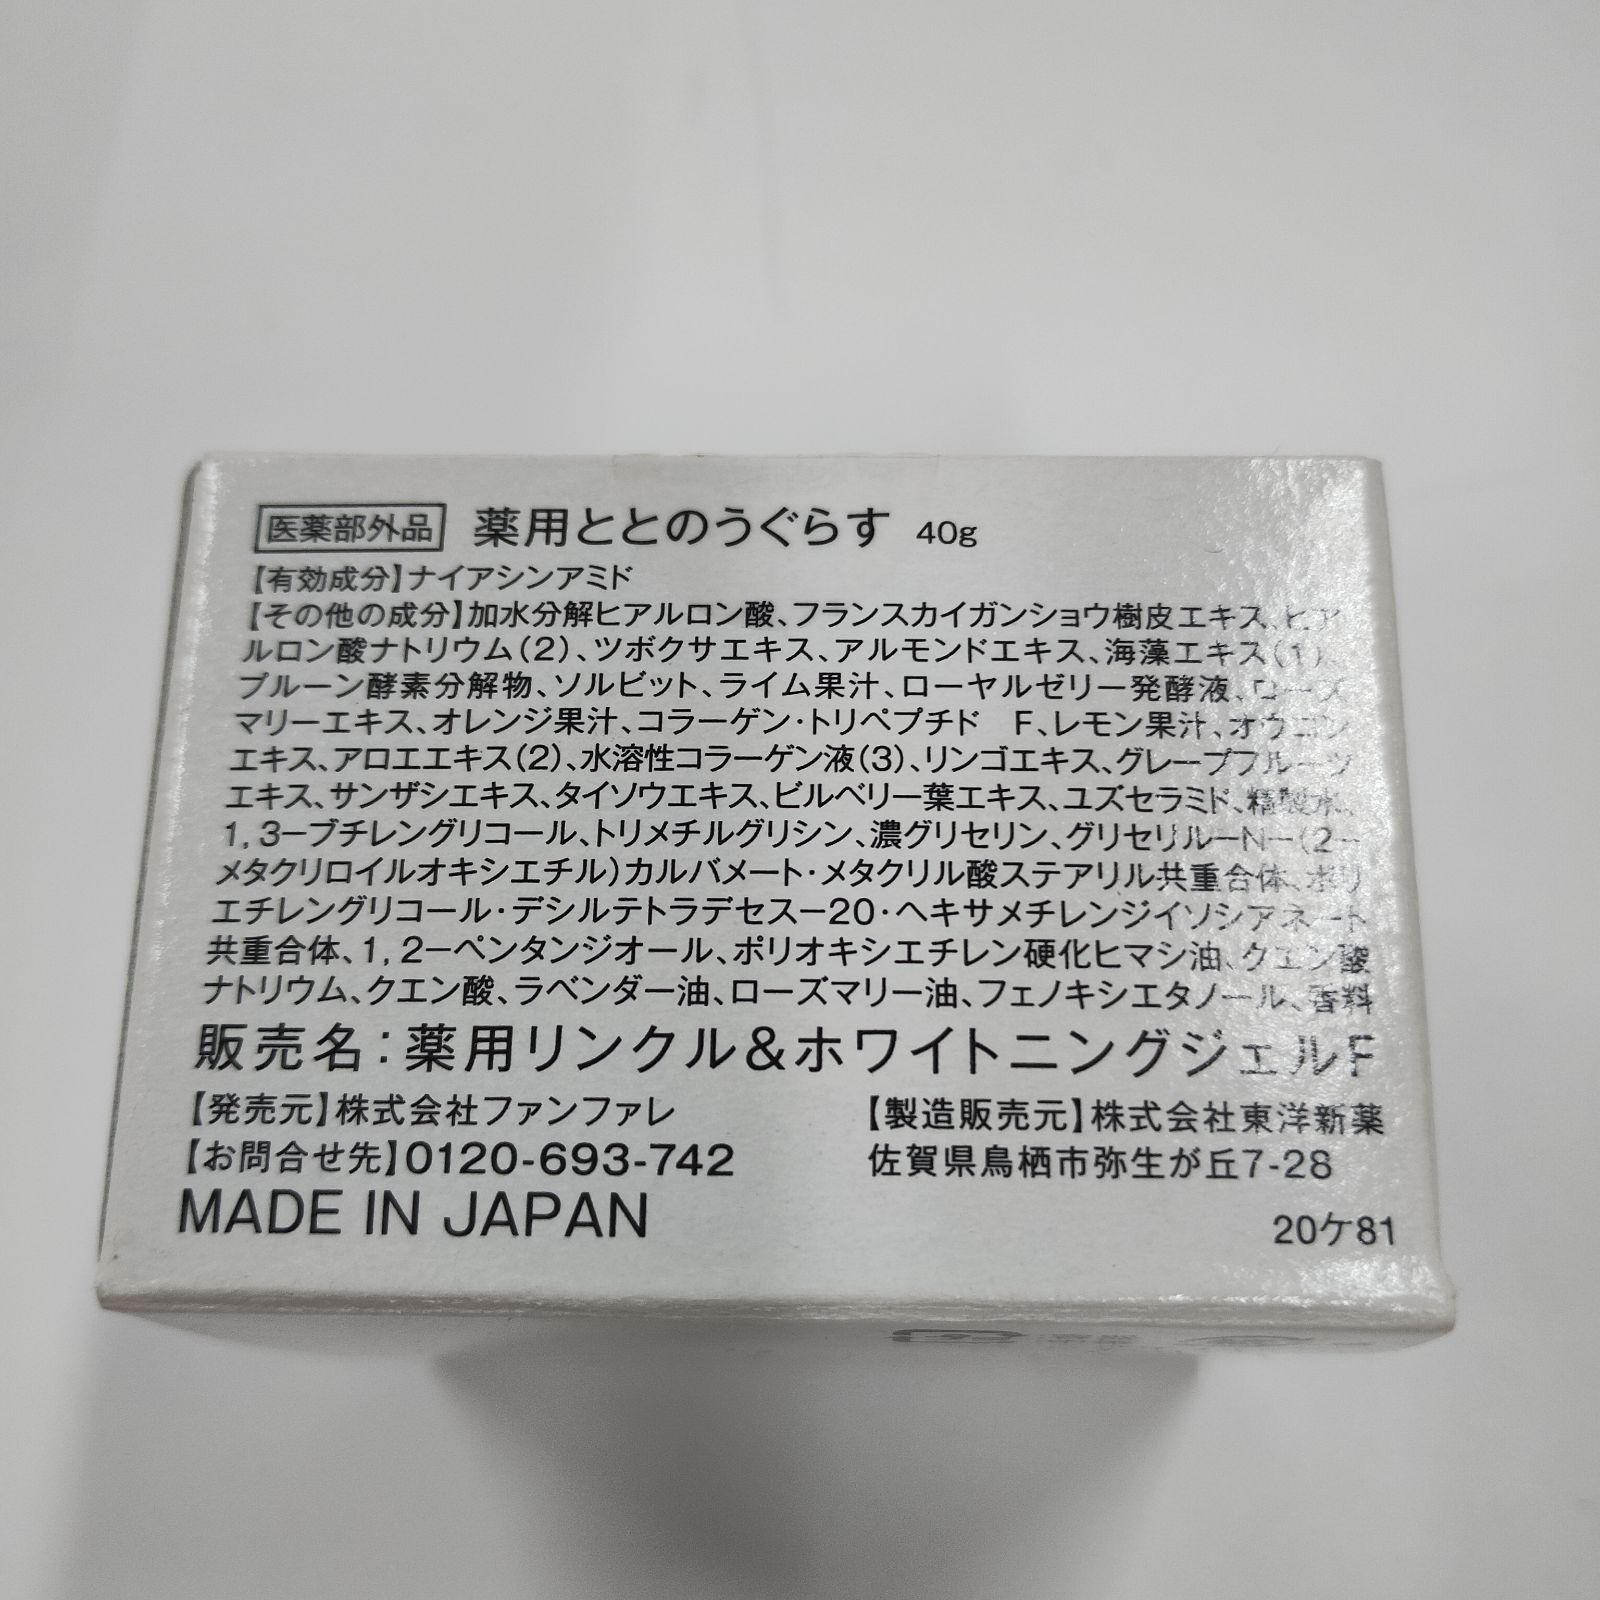 医薬部外品 薬用ととのうぐらす 40g
【有効成分】ナイアシンアミド
【その他の成分】加水分解ヒアルロン酸、フランスカイガンショウ樹皮エキス、ヒア
ルロン酸ナトリウム(2)、ツボクサエキス、アルモンドエキス、海藻エキス(1)、
プルーン酵素分解物、ソルビット、ライム果汁、ローヤルゼリー発酵液、ローズ
マリーエキス、オレンジ果汁、コラーゲン・トリペプチド F、レモン果汁、オウゴン
エキス、アロエエキス(2)、水溶性コラーゲン液(3)、リンゴエキス、グレープフルーツ
エキス、サンザシエキス、タイソウエキス、ビルベリー葉エキス、ユズセラミド、精製水、
1,3−ブチレングリコール、トリメチルグリシン、濃グリセリン、グリセリル−N−(2−
メタクリロイルオキシエチル)カルバメート・メタクリル酸ステアリル共重合体、ポリ
エチレングリコール・デシルテトラデセス−20・ヘキサメチレンジイソシアネート
共重合体、1,2−ペンタンジオール、ポリオキシエチレン硬化ヒマシ油、クエン酸
ナトリウム、クエン酸、ラベンダー油、ローズマリー油、フェノキシエタノール、香料
販売名：薬用リンクル＆ホワイトニングジェルF
【発売元】株式会社ファンファレ
【お問合せ先】0120-693-742
【製造販売元】株式会社東洋新薬
佐賀県鳥栖市弥生が丘7-28
MADE IN JAPAN
20ケ81